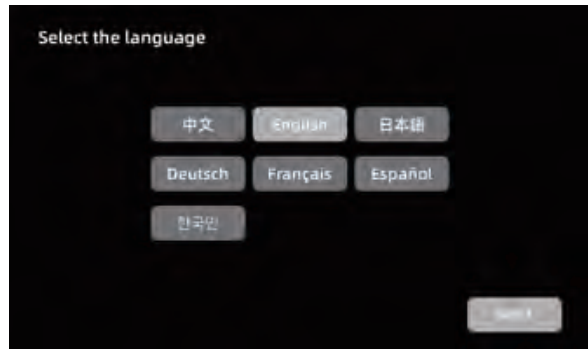 Select the language
中文 English 日本語
Deutsch Français Español
한국인